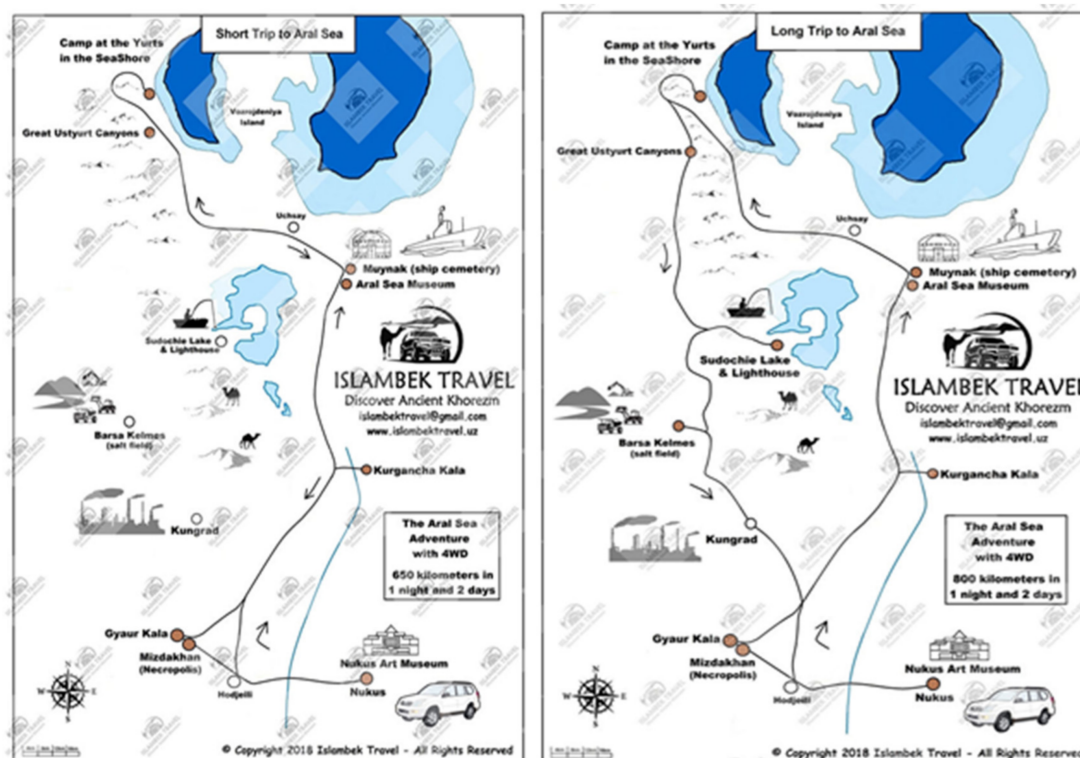 Short Trip to Aral Sea
Camp at the Yurts
in the SeaShore
Vozrojdeniya
Island
Great Ustyurt Canyons
Uchsay
Muynak (ship cemetery)
Aral Sea Museum
Sudochie Lake
& Lighthouse
ISLAMBEK TRAVEL
Discover Ancient Khorezm
islambektravel@gmail.com
www.islambektravel.uz
Barsa Kelmes
(salt field)
Kurgancha Kala
Kungrad
The Aral Sea
Adventure
with 4WD
650 kilometers in
1 night and 2 days
Gyaur Kala
Mizdakhan
(Necropolis)
Nukus Art Museum
Hodjeili
Nukus
N
W E
S
© Copyright 2018 Islambek Travel - All Rights Reserved
Long Trip to Aral Sea
Camp at the Yurts
in the SeaShore
Vozrojdeniya
Island
Great Ustyurt Canyons
Uchsay
Muynak (ship cemetery)
Aral Sea Museum
Sudochie Lake
& Lighthouse
ISLAMBEK TRAVEL
Discover Ancient Khorezm
islambektravel@gmail.com
www.islambektravel.uz
Barsa Kelmes
(salt field)
Kurgancha Kala
Kungrad
The Aral Sea
Adventure
with 4WD
800 kilometers in
1 night and 2 days
Gyaur Kala
Mizdakhan
(Necropolis)
Nukus Art Museum
Hodjeili
Nukus
N
W E
S
© Copyright 2018 Islambek Travel - All Rights Reserved